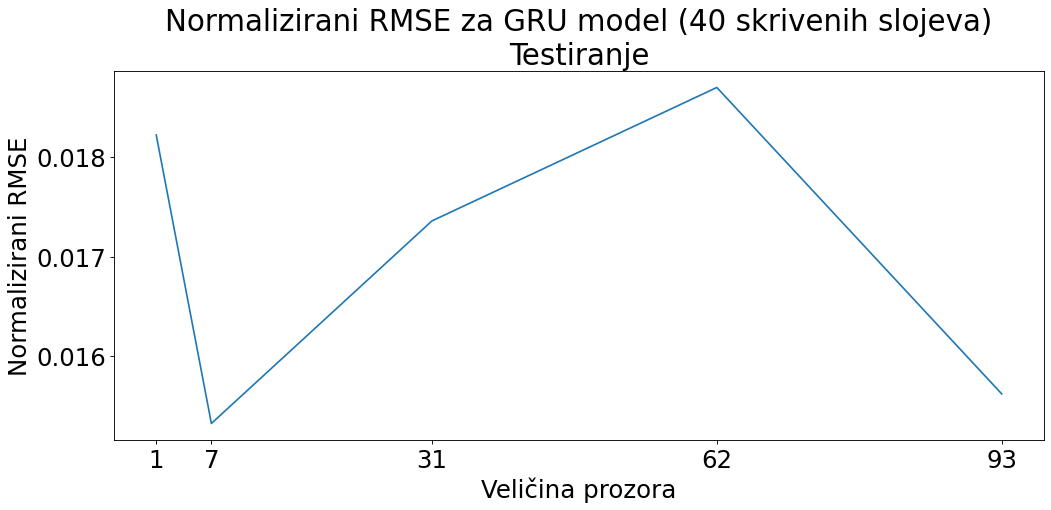 Normalizirani RMSE za GRU model (40 skrivenih slojeva)
Testiranje
Normalizirani RMSE
0.018
0.017
0.016
1 7 31 62 93
Veličina prozora